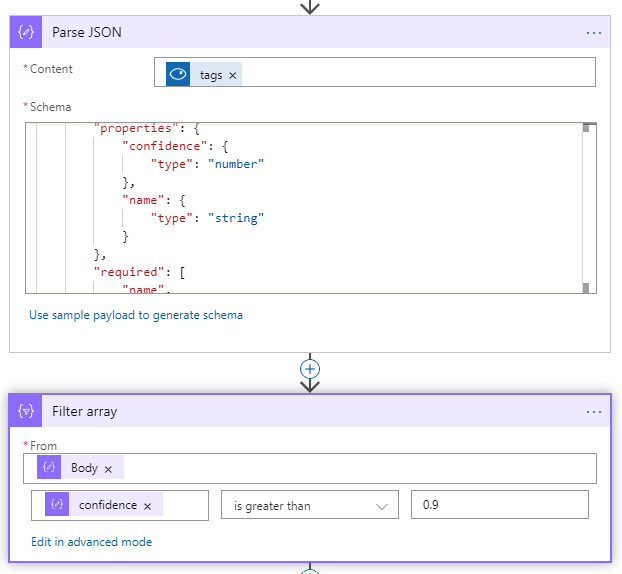 Parse JSON
...
* Content
tags ×
* Schema
"properties": {
"confidence": {
"type": "number"
},
"name": {
"type": "string"
}
},
"required": [
"name",
Use sample payload to generate schema
Filter array
...
* From
Body ×
confidence ×
is greater than
0.9
Edit in advanced mode